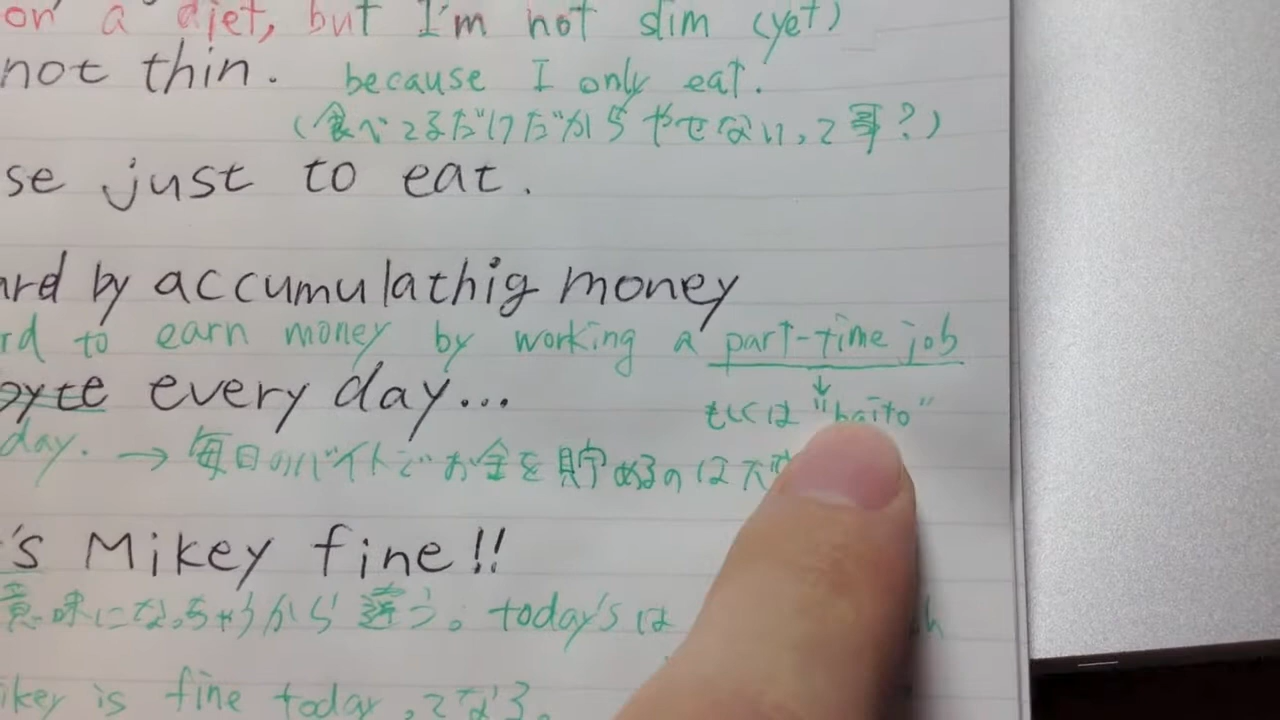 on a diet, but I'm not slim (yet)
not thin. because I only eat.
(食べてるだけだからやせない、って事?)
se just to eat.
ard by accumulathig money
rd to earn money by working a part-time job
byte every day...
↓
もしくは "baito"
day. → 毎日のバイトでお金を貯めるのは大
's Mikey fine!!
意味になっちゃうから違う。today'sは
ikey is fine today, ってなる。